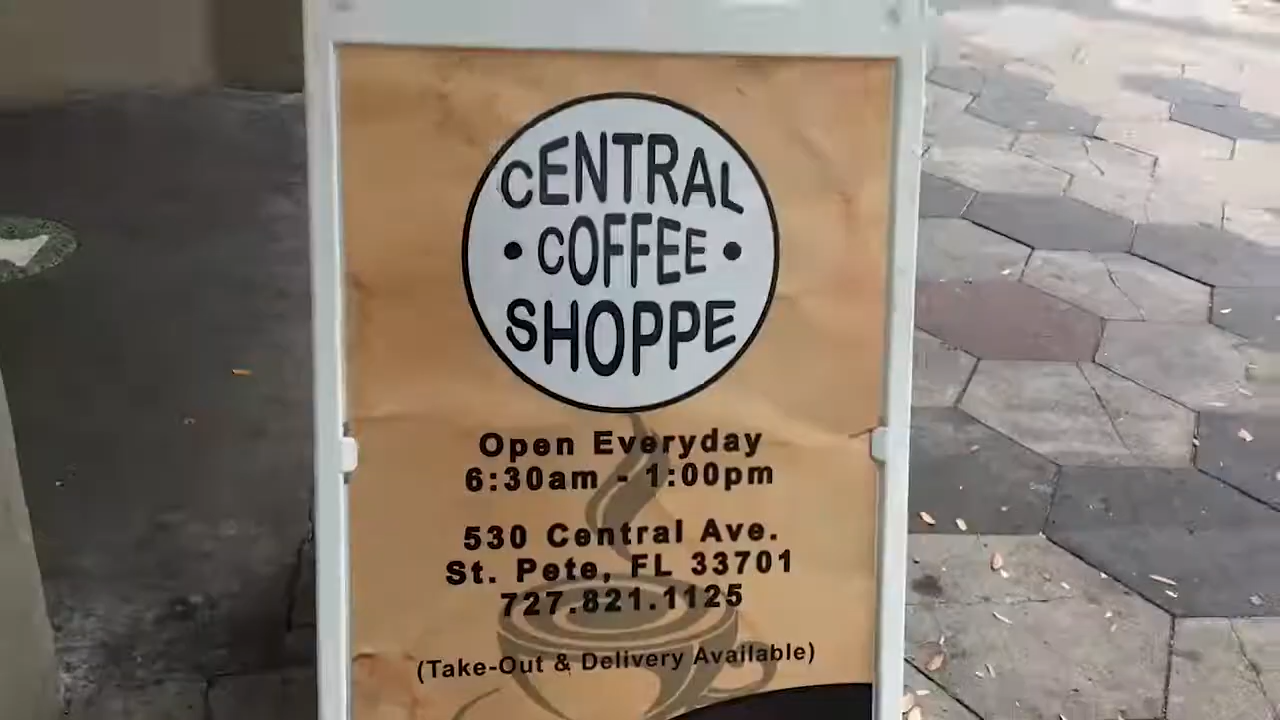 CENTRAL
• COFFEE •
SHOPPE
Open Everyday
6:30am - 1:00pm
530 Central Ave.
St. Pete, FL 33701
727.821.1125
(Take-Out & Delivery Available)